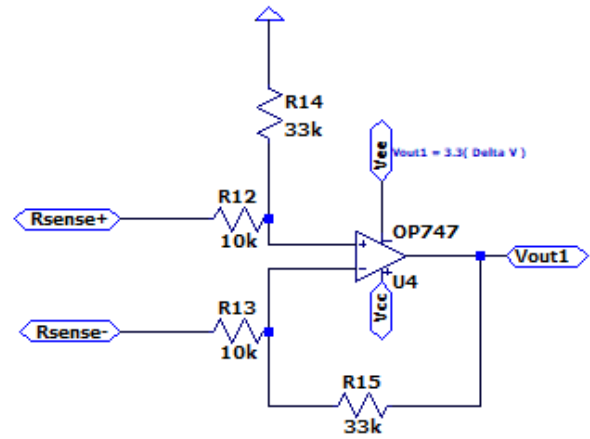 R14
33k
Vee
Vout1 = 3.3( Delta V )
R12
Rsense+
10k
OP747
+
-
-
+
U4
Vout1
Vcc
R13
Rsense-
10k
R15
33k